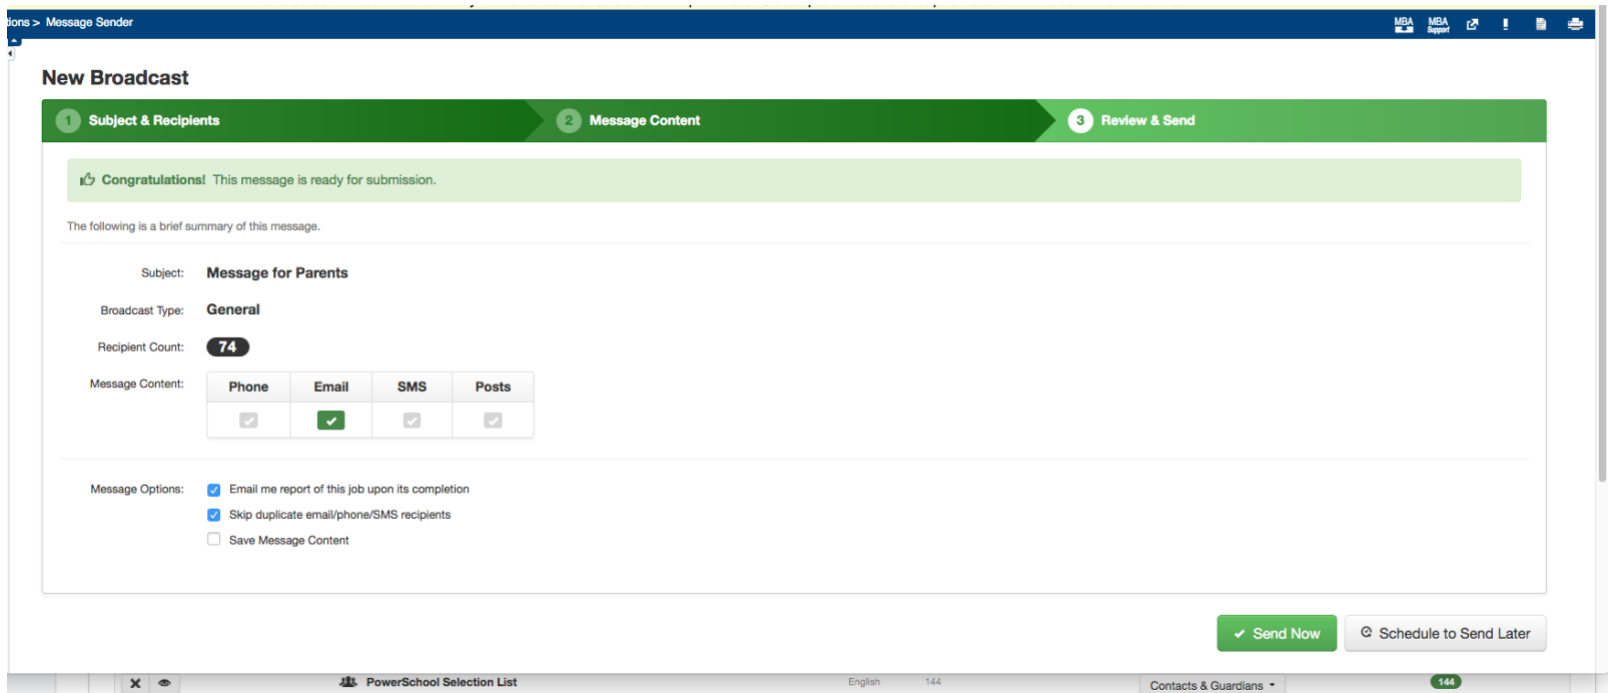 ions > Message Sender
MBA
MBA Support
New Broadcast
1 Subject & Recipients
2 Message Content
3 Review & Send
Congratulations! This message is ready for submission.
The following is a brief summary of this message.
Subject: Message for Parents
Broadcast Type: General
Recipient Count: 74
Message Content: Phone Email SMS Posts
Message Options: Email me report of this job upon its completion
Skip duplicate email/phone/SMS recipients
Save Message Content
Send Now
Schedule to Send Later
PowerSchool Selection List English 144 Contacts & Guardians 144